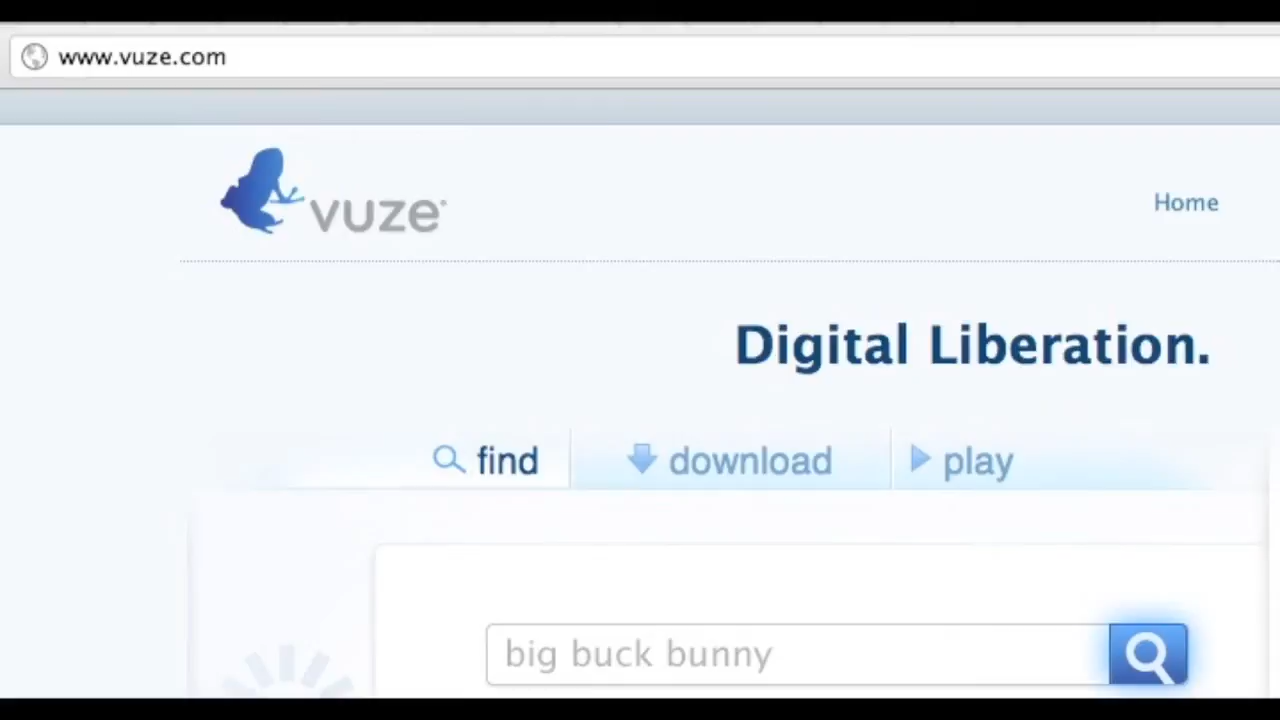 www.vuze.com
vuze
Home
Digital Liberation.
find
download
play
big buck bunny